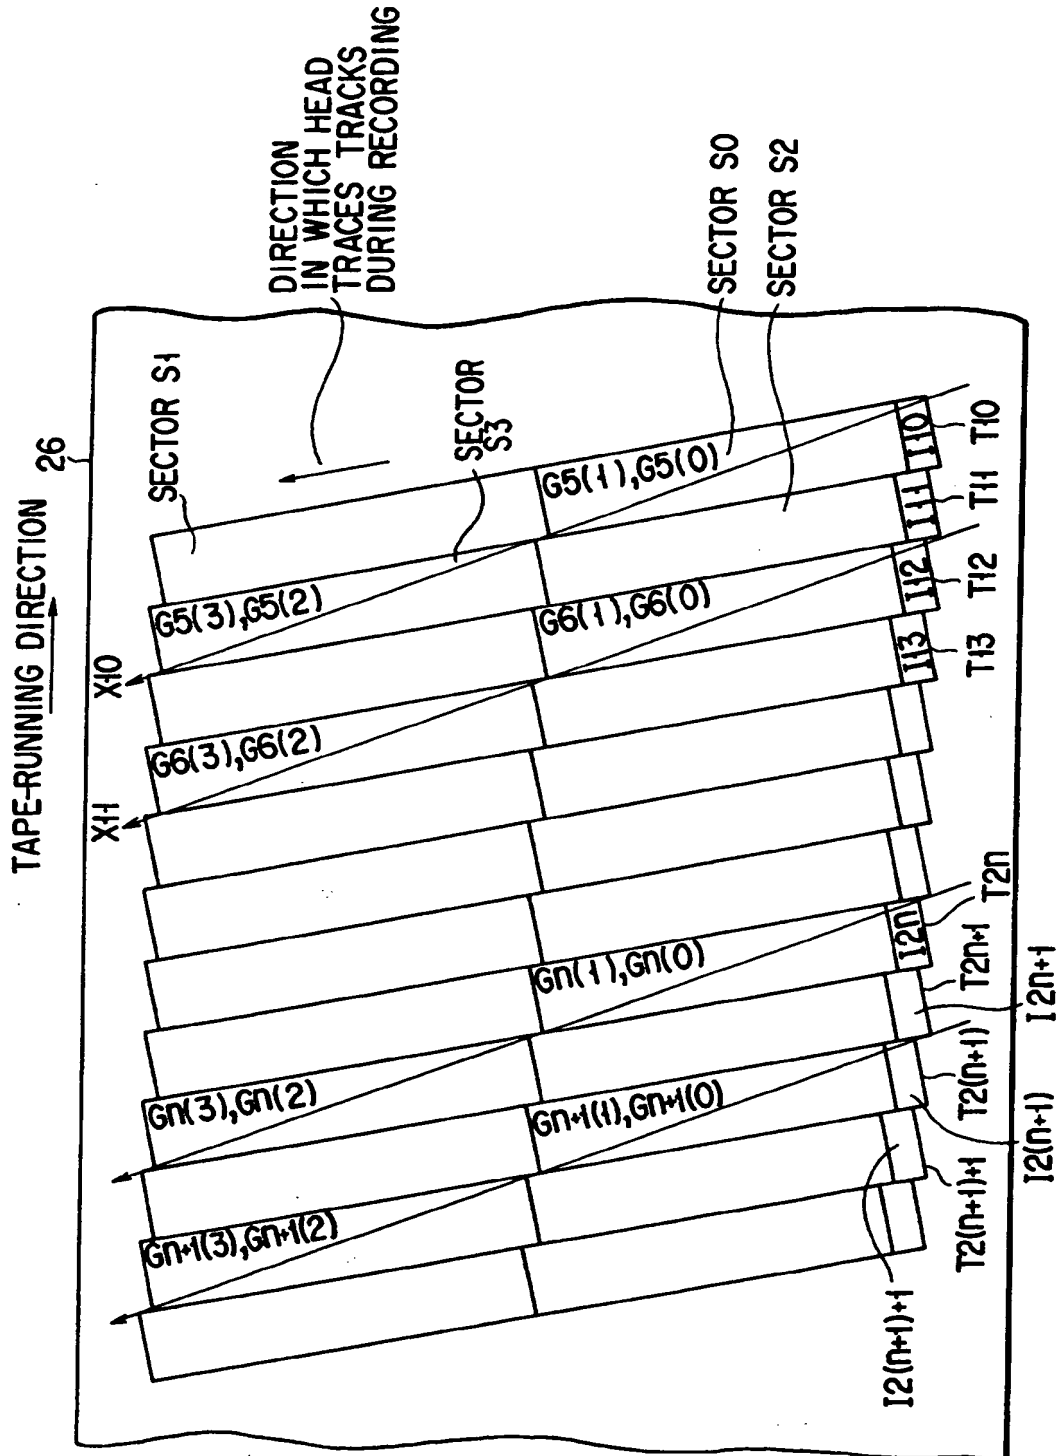 TAPE-RUNNING DIRECTION
26
DIRECTION
IN WHICH HEAD
TRACES TRACKS
DURING RECORDING
SECTOR S1
SECTOR
S3
SECTOR S0
SECTOR S2
X10
X11
G5(3),G5(2)
G5(1),G5(0)
G6(3),G6(2)
G6(1),G6(0)
Gn(3),Gn(2)
Gn(1),Gn(0)
Gn+1(3),Gn+1(2)
Gn+1(1),Gn+1(0)
I10
I11
I12
I13
I2n
T10
T11
T12
T13
T2n
T2n+1
I2n+1
T2(n+1)
I2(n+1)
T2(n+1)+1
I2(n+1)+1